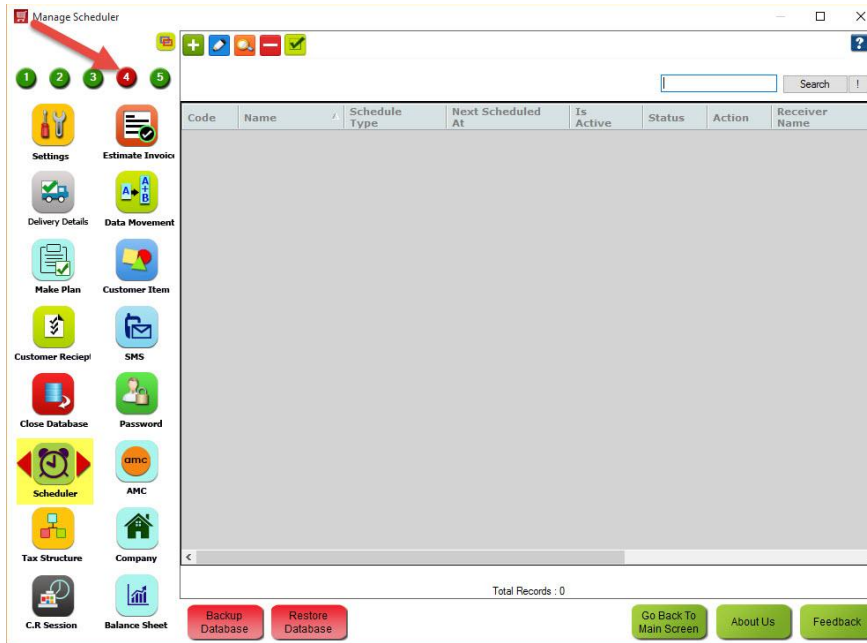 Manage Scheduler
?
1 2 3 4 5
Search !
Code Name Schedule Type Next Scheduled At Is Active Status Action Receiver Name
Settings Estimate Invoice
Delivery Details Data Movement
A A+B
Make Plan Customer Item
Customer Reciept SMS
Close Database Password
Scheduler AMC
amc
Tax Structure Company
C.R Session Balance Sheet
Total Records : 0
Backup Database
Restore Database
Go Back To Main Screen
About Us
Feedback